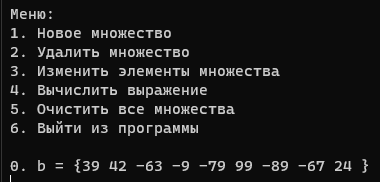 Меню:
1. Новое множество
2. Удалить множество
3. Изменить элементы множества
4. Вычислить выражение
5. Очистить все множества
6. Выйти из программы
0. b = {39 42 -63 -9 -79 99 -89 -67 24 }